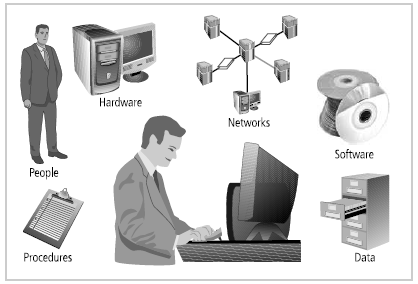 Hardware
Networks
Software
People
Procedures
Data